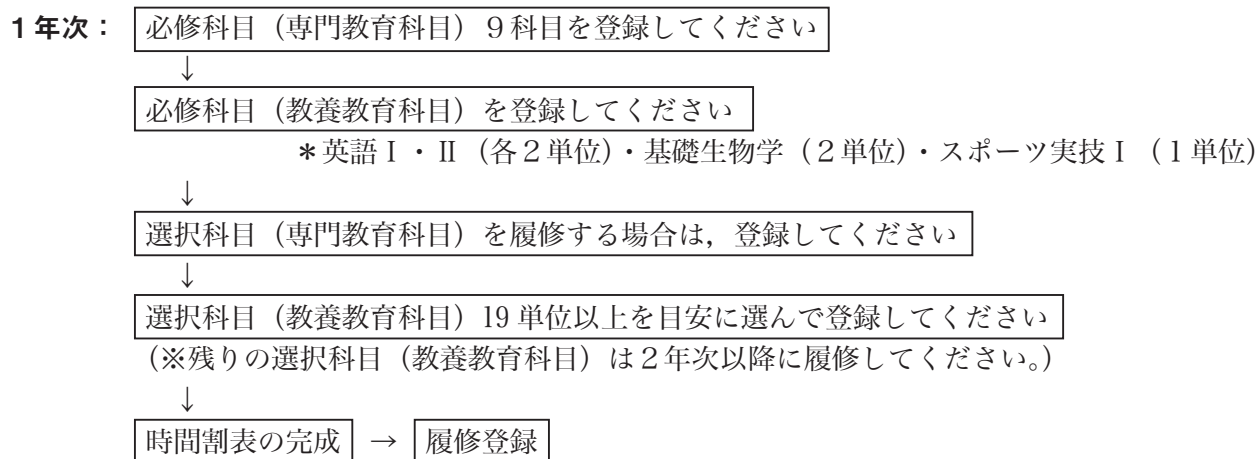 1年次： 必修科目（専門教育科目）９科目を登録してください
↓
必修科目（教養教育科目）を登録してください
＊英語Ⅰ・Ⅱ（各２単位）・基礎生物学（２単位）・スポーツ実技Ⅰ（１単位）
↓
選択科目（専門教育科目）を履修する場合は，登録してください
↓
選択科目（教養教育科目）19 単位以上を目安に選んで登録してください
（※残りの選択科目（教養教育科目）は２年次以降に履修してください。）
↓
時間割表の完成 → 履修登録